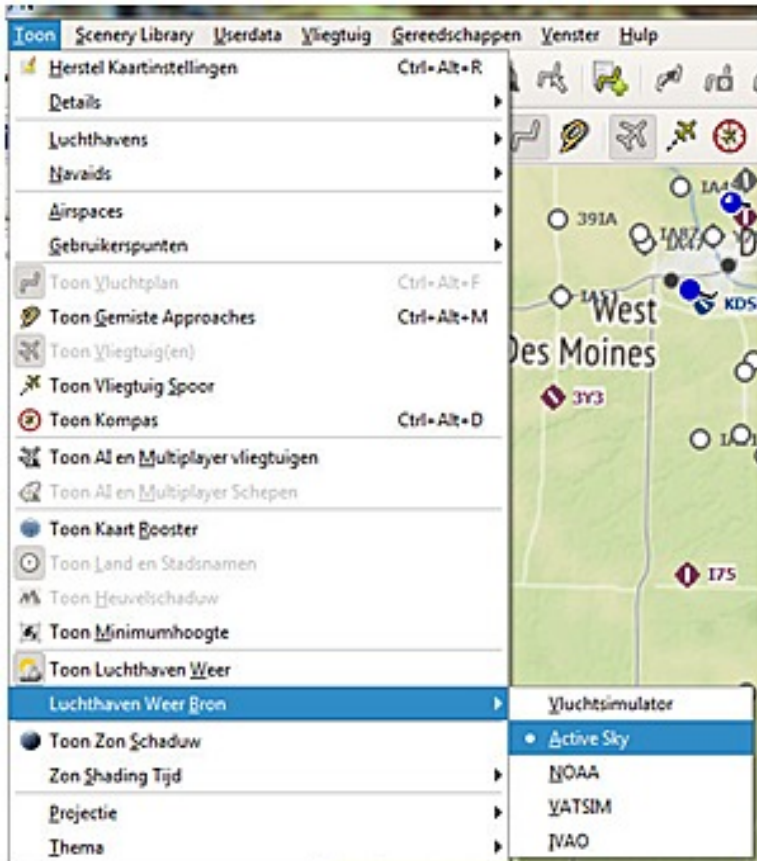 Toon Scenery Library Userdata Vliegtuig Gereedschappen Venster Hulp
Herstel Kaartinstellingen Ctrl+Alt+R
Details
Luchthavens
Navaids
Airspaces
Gebruikerspunten
Toon Vluchtplan Ctrl+Alt+F
Toon Gemiste Approaches Ctrl+Alt+M
Toon Vliegtuig(en)
Toon Vliegtuig Spoor
Toon Kompas Ctrl+Alt+D
Toon AI en Multiplayer vliegtuigen
Toon AI en Multiplayer Schepen
Toon Kaart Rooster
Toon Land en Stadsnamen
Toon Heuvelschaduw
Toon Minimumhoogte
Toon Luchthaven Weer
Luchthaven Weer Bron
Toon Zon Schaduw
Zon Shading Tijd
Projectie
Thema
Vluchtsimulator
Active Sky
NOAA
VATSIM
IVAO
39IA
West
Des Moines
3Y3
I75